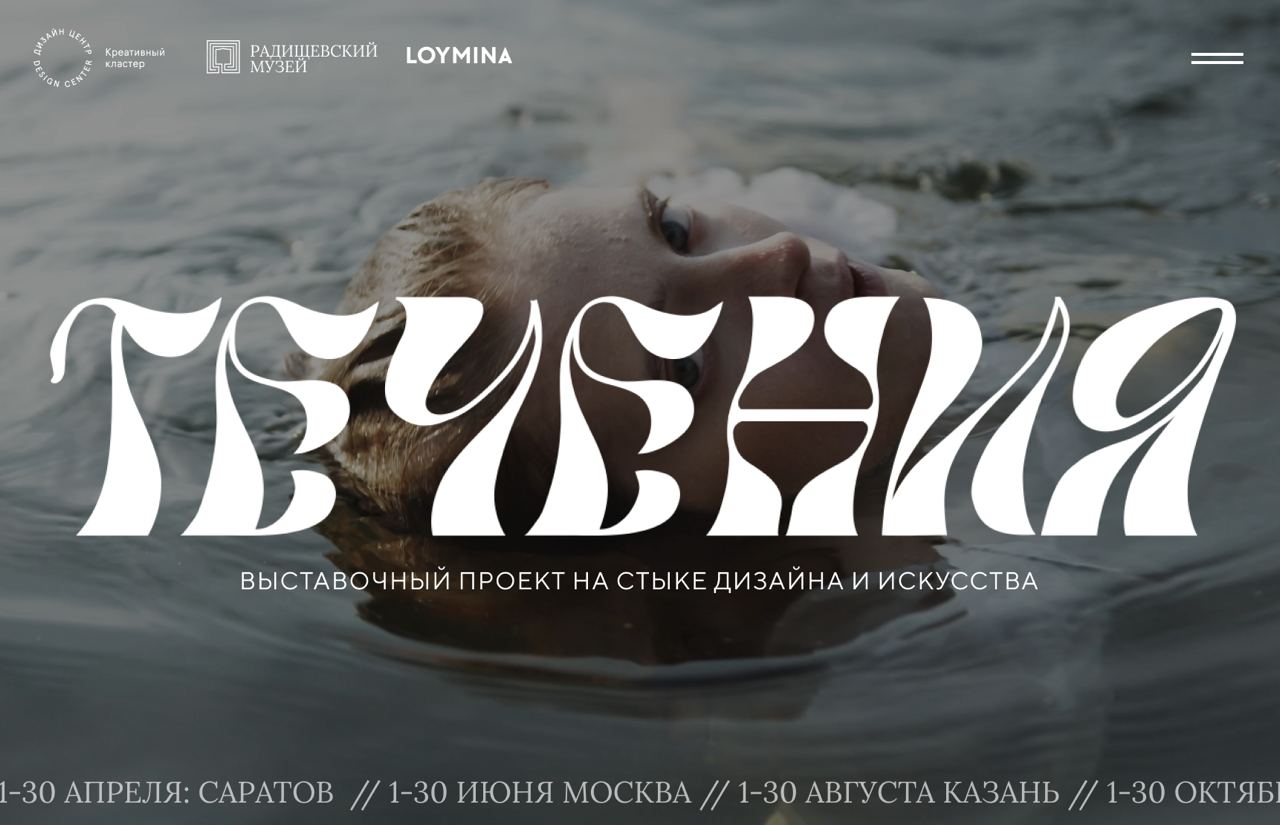 ДИЗАЙН ЦЕНТР
DESIGN CENTER
Креативный
кластер
РАДИЩЕВСКИЙ
МУЗЕЙ
LOYMINA
ТЕЧЕНИЯ
ВЫСТАВОЧНЫЙ ПРОЕКТ НА СТЫКЕ ДИЗАЙНА И ИСКУССТВА
1-30 АПРЕЛЯ: САРАТОВ // 1-30 ИЮНЯ МОСКВА // 1-30 АВГУСТА КАЗАНЬ // 1-30